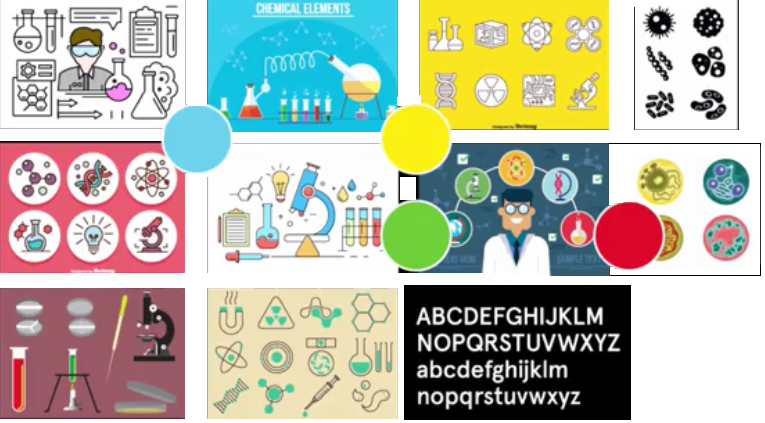 CHEMICAL ELEMENTS
ABCDEFGHIJKLM
NOPQRSTUVWXYZ
abcdefghijklm
nopqrstuvwxyz